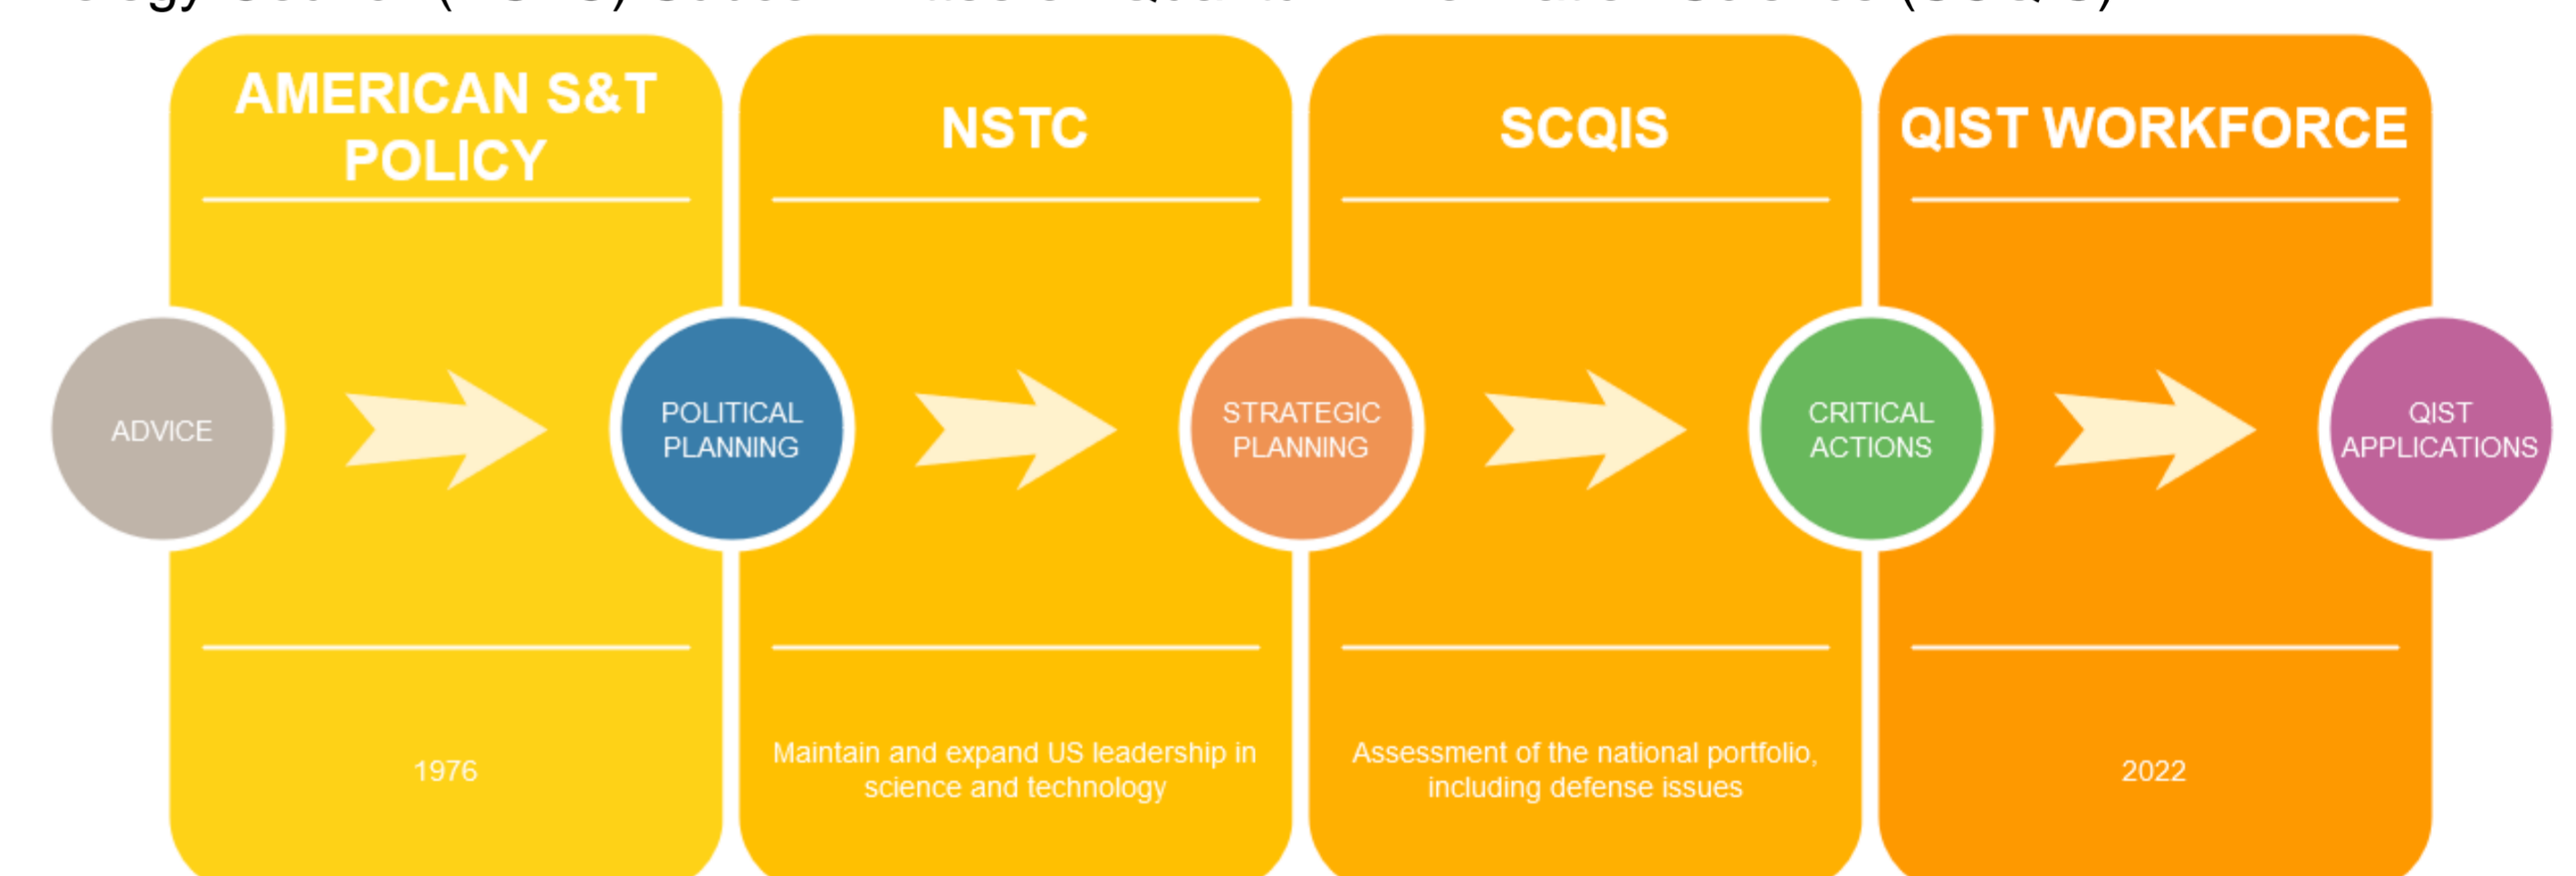 AMERICAN S&T
POLICY
NSTC
SCQIS
QIST WORKFORCE
ADVICE
POLITICAL
PLANNING
STRATEGIC
PLANNING
CRITICAL
ACTIONS
QIST
APPLICATIONS
1976
Maintain and expand US leadership in
science and technology
Assessment of the national portfolio,
including defense issues
2022